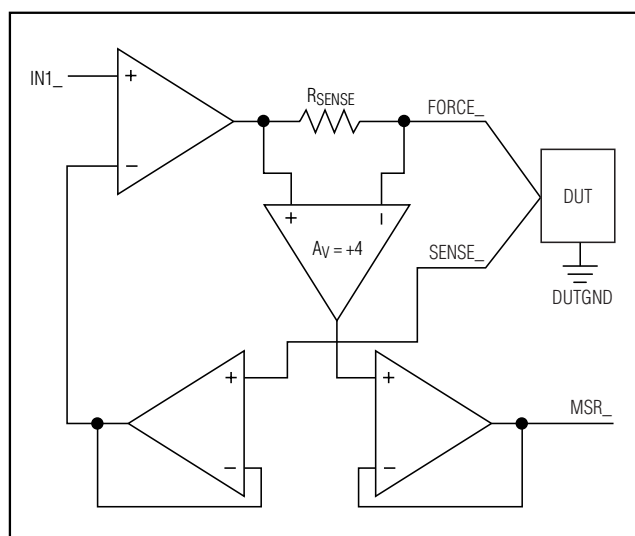 IN1_
+
−
RSENSE
FORCE_
DUT
+
−
AV = +4
SENSE_
DUTGND
+
−
+
−
MSR_